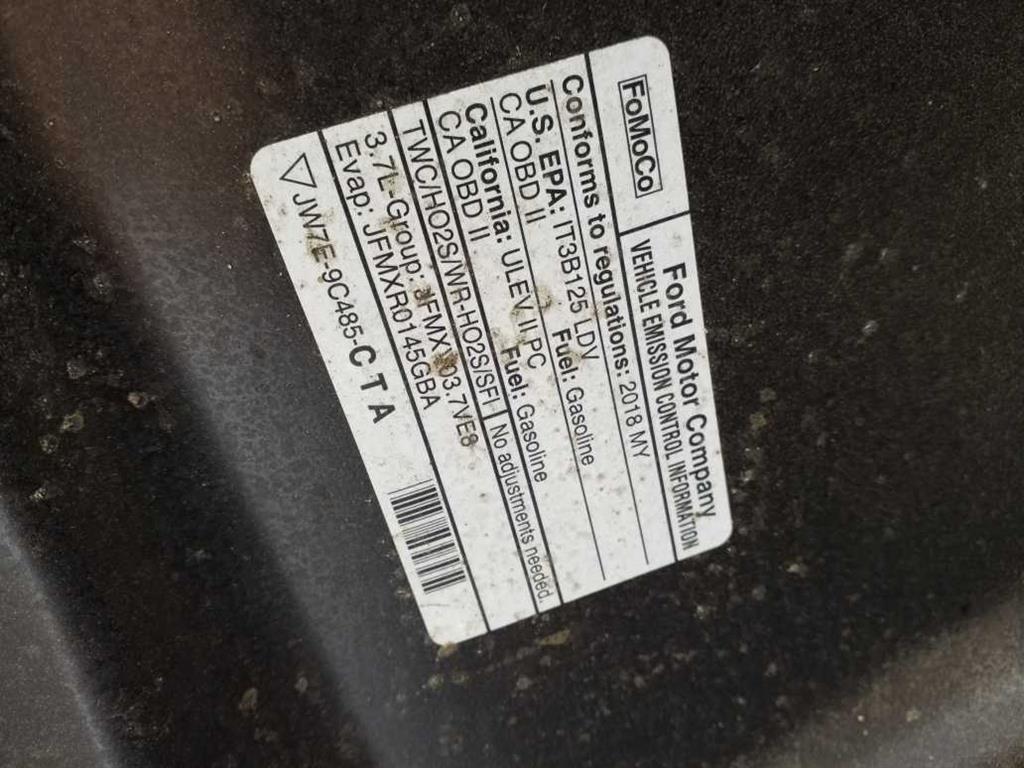 FoMoCo
Ford Motor Company
VEHICLE EMISSION CONTROL INFORMATION
Conforms to regulations: 2018 MY
U.S. EPA: IT3B125 LDV Fuel: Gasoline
CA OBD II
California: ULEV II PC Fuel: Gasoline
CA OBD II
TWC/HO2S/WR-HO2S/SFI No adjustments needed.
3.7L-Group:
Evap: JFMXR0145GBA
JW7E-9C485-C T A